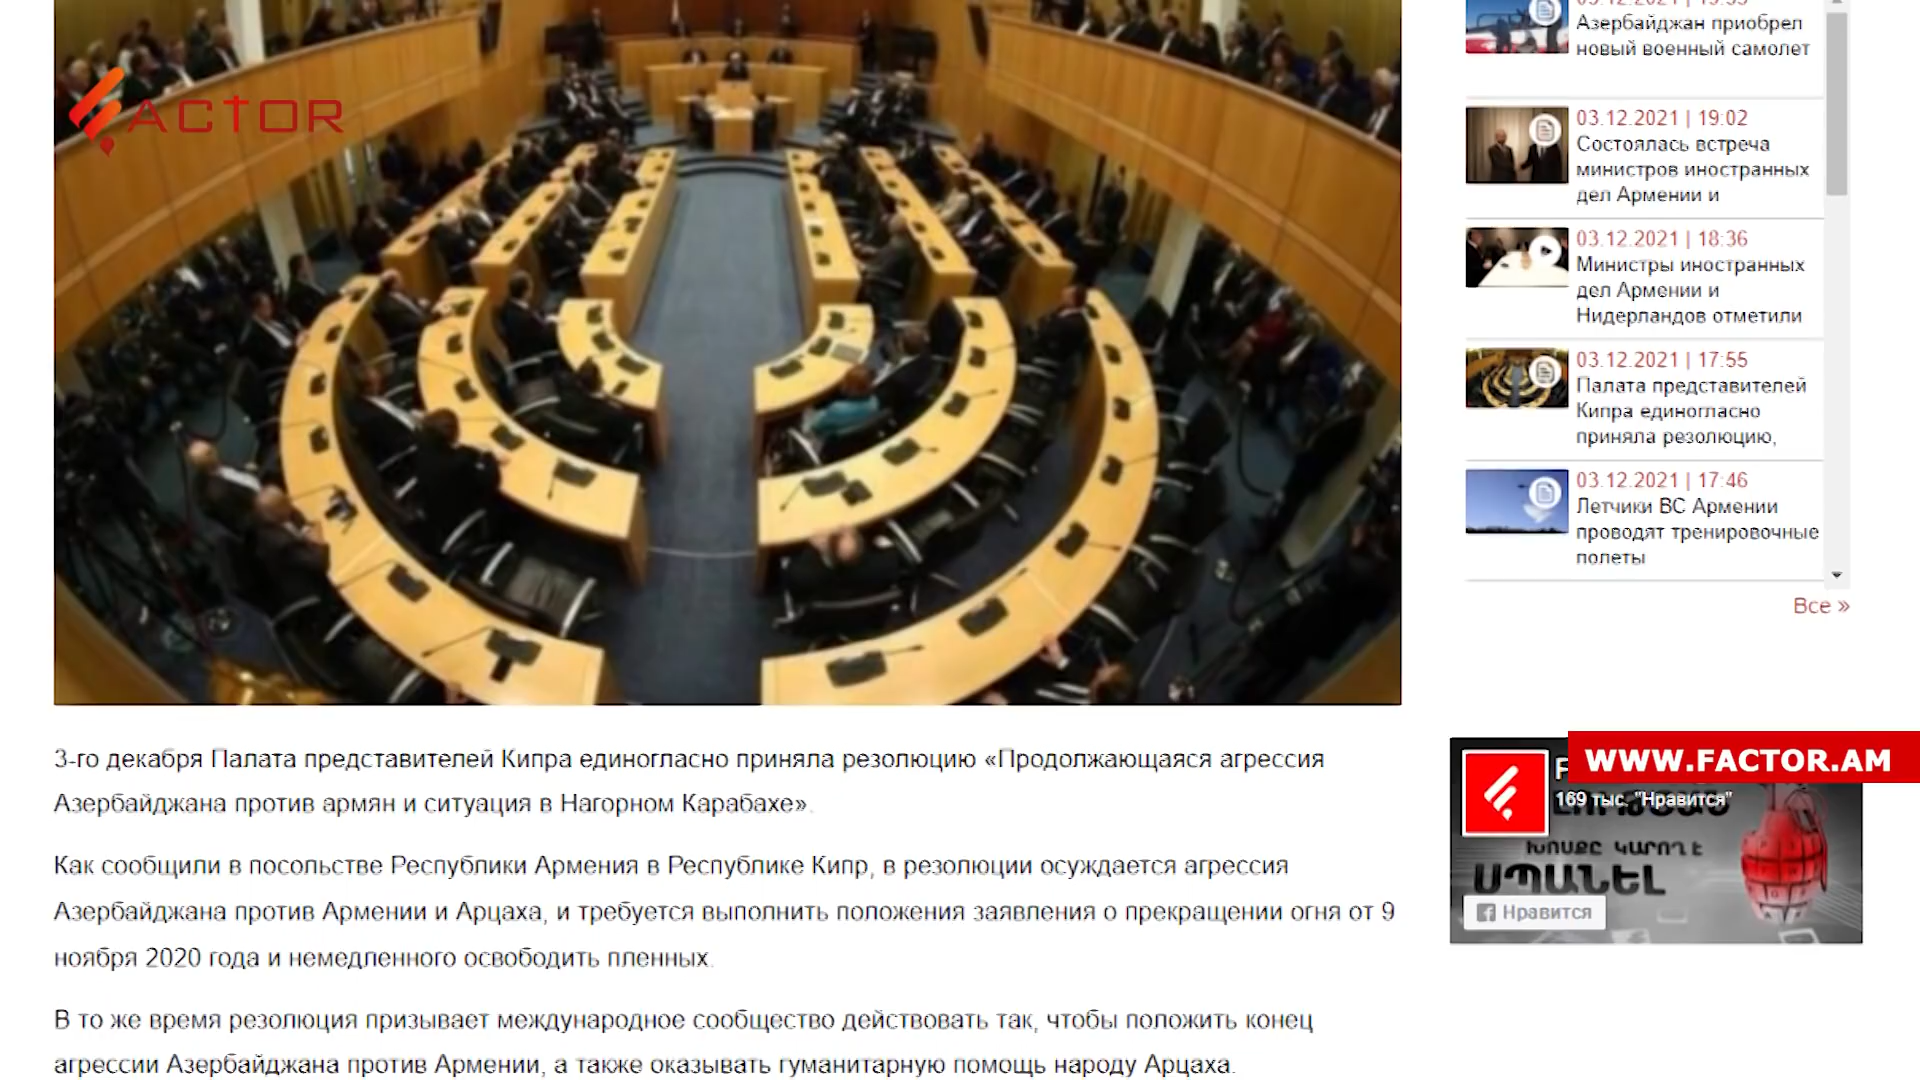 ACTOR
Азербайджан приобрел
новый военный самолет
03.12.2021 | 19:02
Состоялась встреча
министров иностранных
дел Армении и
03.12.2021 | 18:36
Министры иностранных
дел Армении и
Нидерландов отметили
03.12.2021 | 17:55
Палата представителей
Кипра единогласно
приняла резолюцию,
03.12.2021 | 17:46
Летчики ВС Армении
проводят тренировочные
полеты
Все »
3-го декабря Палата представителей Кипра единогласно приняла резолюцию «Продолжающаяся агрессия
Азербайджана против армян и ситуация в Нагорном Карабахе».
Как сообщили в посольстве Республики Армения в Республике Кипр, в резолюции осуждается агрессия
Азербайджана против Армении и Арцаха, и требуется выполнить положения заявления о прекращении огня от 9
ноября 2020 года и немедленного освободить пленных.
В то же время резолюция призывает международное сообщество действовать так, чтобы положить конец
агрессии Азербайджана против Армении, а также оказывать гуманитарную помощь народу Арцаха.
WWW.FACTOR.AM
169 тыс. "Нравится"
ԽՈՍՔԸ ԿԱՐՈՂ Է
ՍՊԱՆԵԼ
Нравится